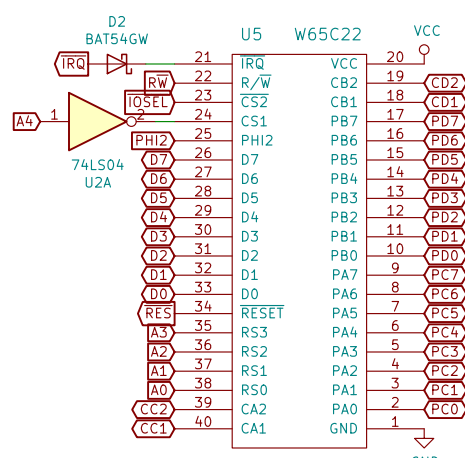 D2
BAT54GW
U5 W65C22
VCC
IRQ 21 IRQ VCC 20
RW 22 R/W CB2 19 CD2
IOSEL 23 CS2 CB1 18 CD1
A4 1 2 24 CS1 PB7 17 PD7
PHI2 25 PHI2 PB6 16 PD6
D7 26 D7 PB5 15 PD5
74LS04
D6 27 D6 PB4 14 PD4
U2A
D5 28 D5 PB3 13 PD3
D4 29 D4 PB2 12 PD2
D3 30 D3 PB1 11 PD1
D2 31 D2 PB0 10 PD0
D1 32 D1 PA7 9 PC7
D0 33 D0 PA6 8 PC6
RES 34 RESET PA5 7 PC5
A3 35 RS3 PA4 6 PC4
A2 36 RS2 PA3 5 PC3
A1 37 RS1 PA2 4 PC2
A0 38 RS0 PA1 3 PC1
CC2 39 CA2 PA0 2 PC0
CC1 40 CA1 GND 1